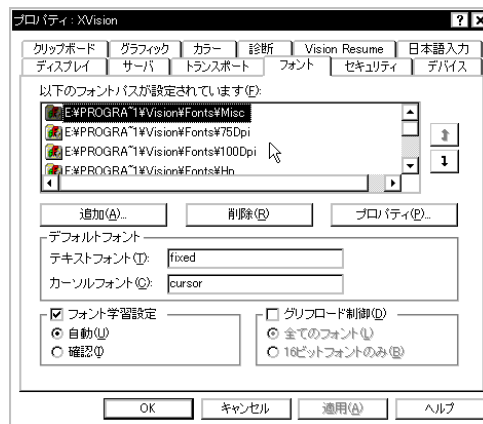 プロパティ : XVision
クリップボード グラフィック カラー 診断 Vision Resume 日本語入力
ディスプレイ サーバ トランスポート フォント セキュリティ デバイス
以下のフォントパスが設定されています(F):
E:¥PROGRA~1¥Vision¥Fonts¥Misc
E:¥PROGRA~1¥Vision¥Fonts¥75Dpi
E:¥PROGRA~1¥Vision¥Fonts¥100Dpi
E:¥PROGRA~1¥Vision¥Fonts¥Hp
追加(A)... 削除(R) プロパティ(P)...
デフォルトフォント
テキストフォント(T): fixed
カーソルフォント(C): cursor
フォント学習設定 グリフロード制御(D)
自動(U) 全てのフォント(L)
確認(I) 16ビットフォントのみ(B)
OK キャンセル 適用(A) ヘルプ